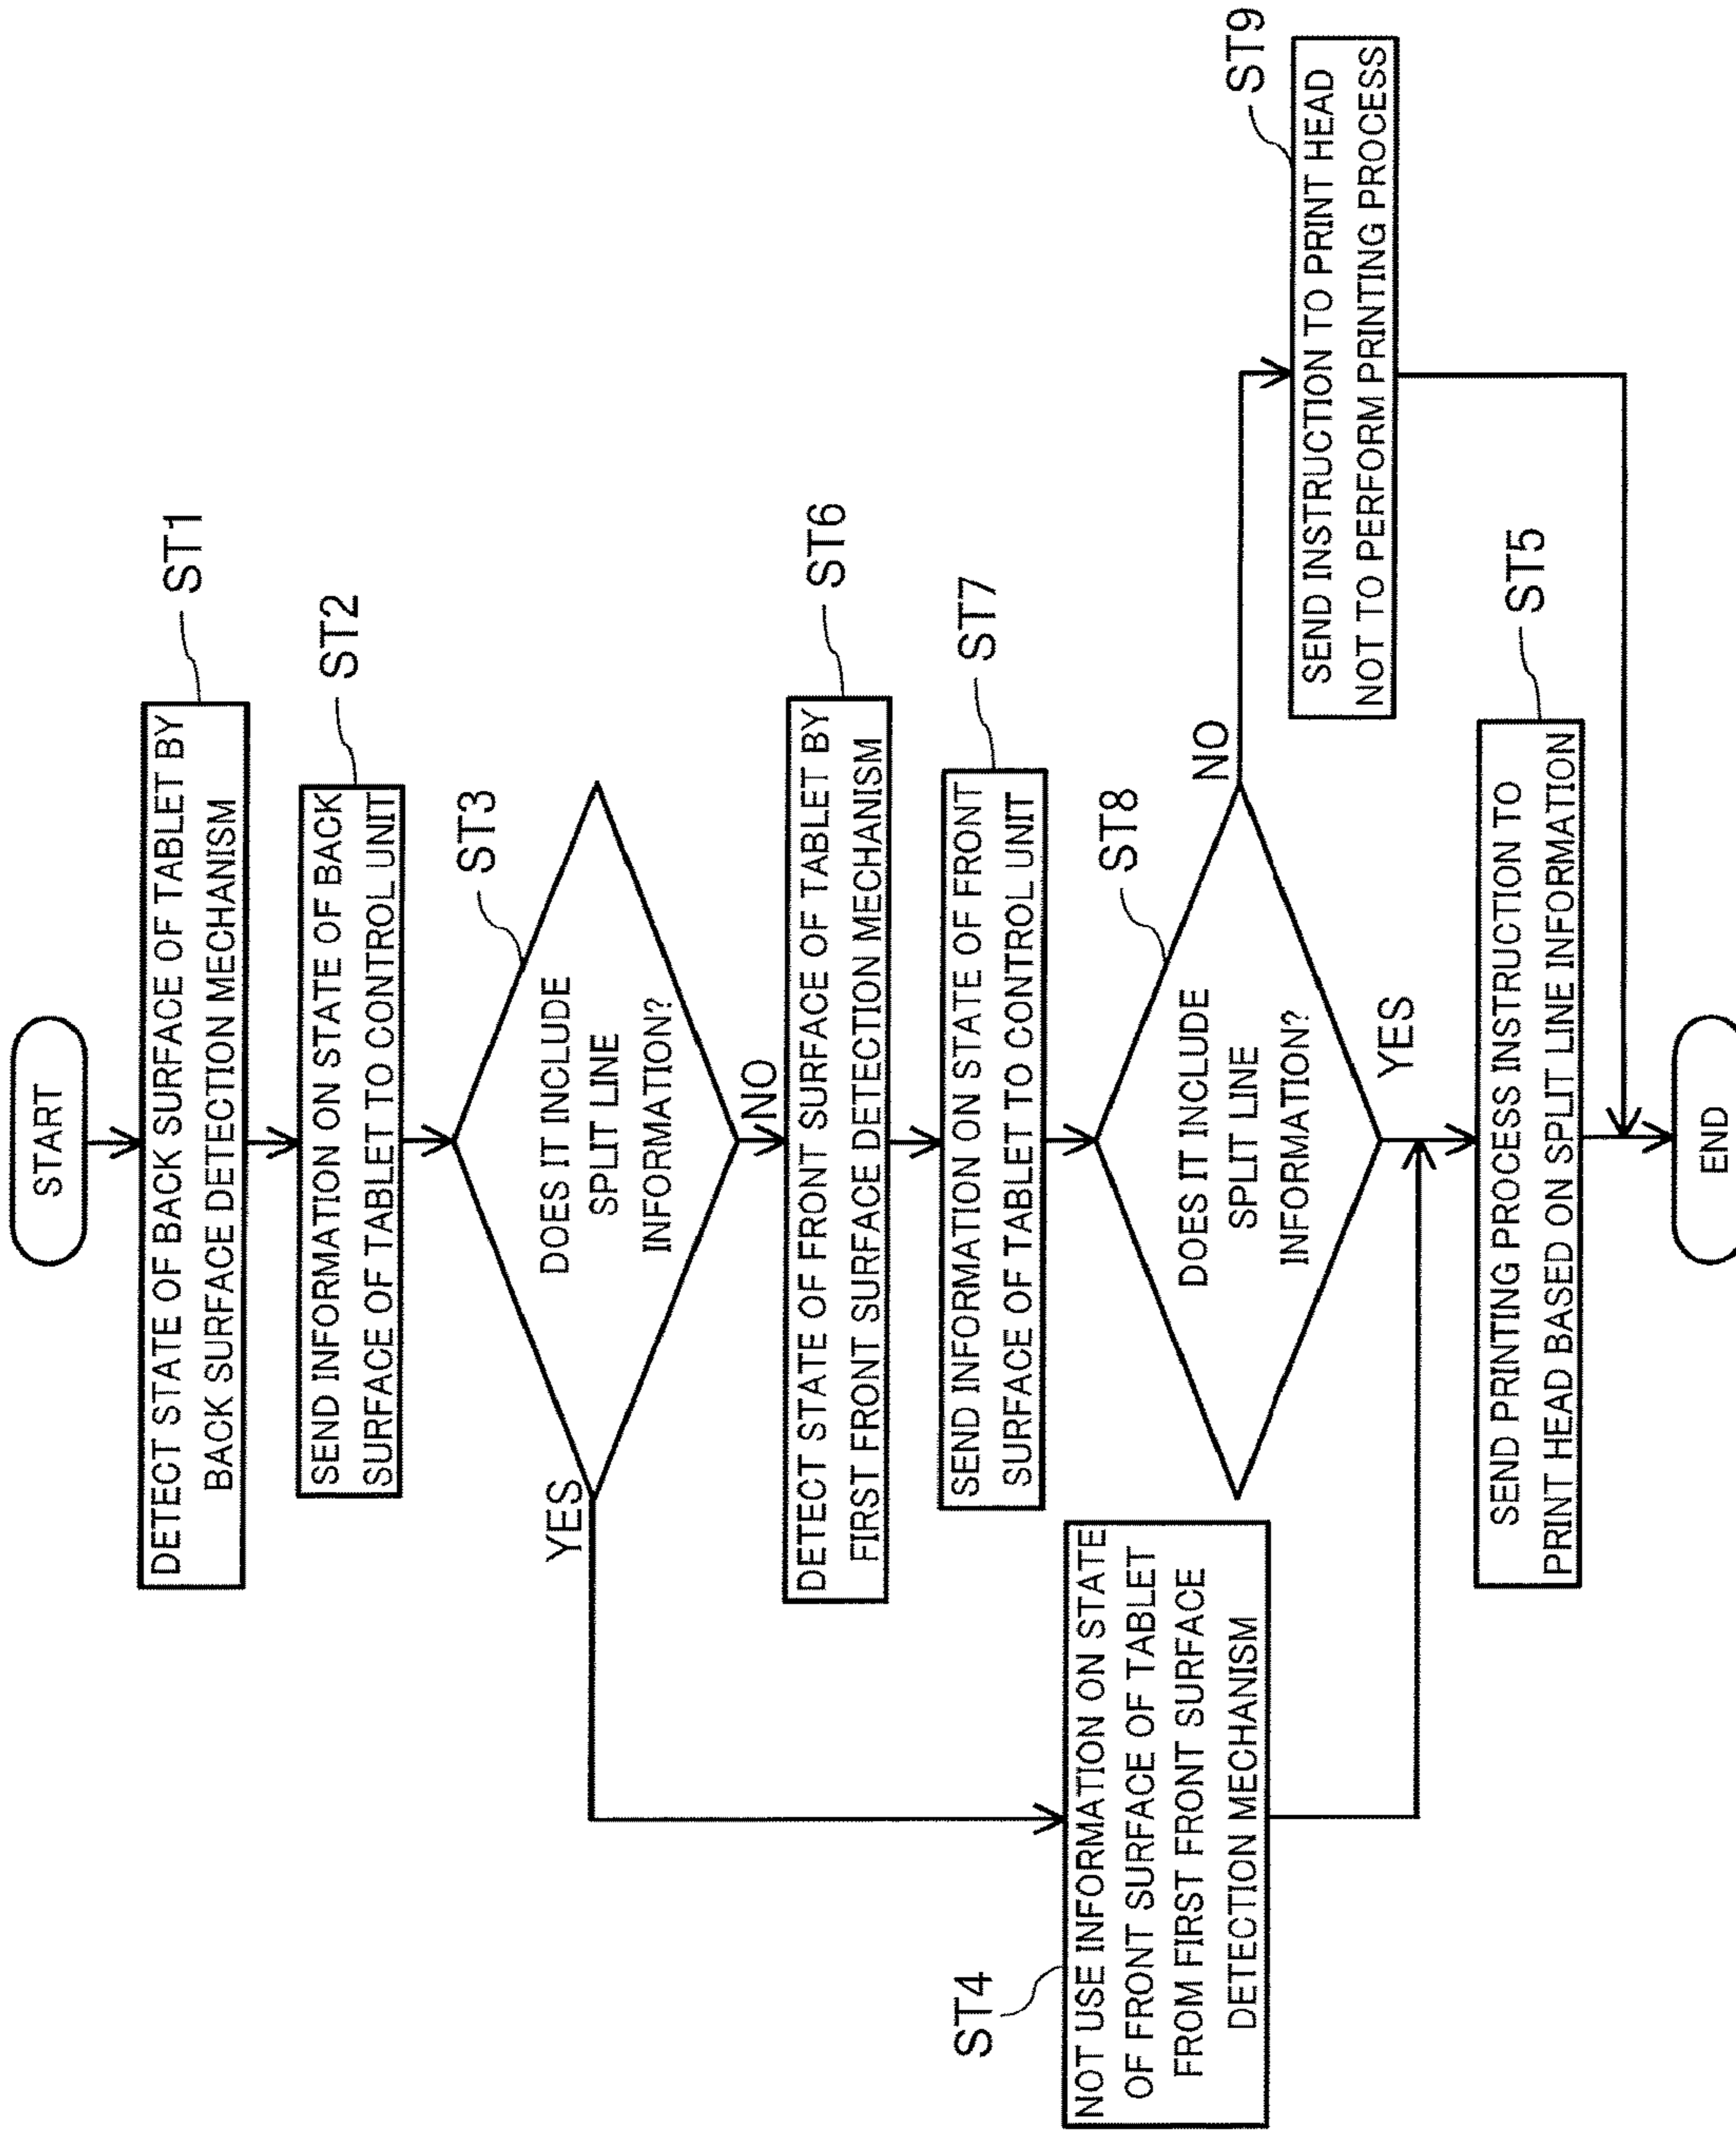 START
DETECT STATE OF BACK SURFACE OF TABLET BY
BACK SURFACE DETECTION MECHANISM
ST1
SEND INFORMATION ON STATE OF BACK
SURFACE OF TABLET TO CONTROL UNIT
ST2
DOES IT INCLUDE
SPLIT LINE
INFORMATION?
ST3
YES
NO
DETECT STATE OF FRONT SURFACE OF TABLET BY
FIRST FRONT SURFACE DETECTION MECHANISM
ST6
SEND INFORMATION ON STATE OF FRONT
SURFACE OF TABLET TO CONTROL UNIT
ST7
ST4
NOT USE INFORMATION ON STATE
OF FRONT SURFACE OF TABLET
FROM FIRST FRONT SURFACE
DETECTION MECHANISM
DOES IT INCLUDE
SPLIT LINE
INFORMATION?
ST8
NO
YES
SEND INSTRUCTION TO PRINT HEAD
NOT TO PERFORM PRINTING PROCESS
ST9
SEND PRINTING PROCESS INSTRUCTION TO
PRINT HEAD BASED ON SPLIT LINE INFORMATION
ST5
END